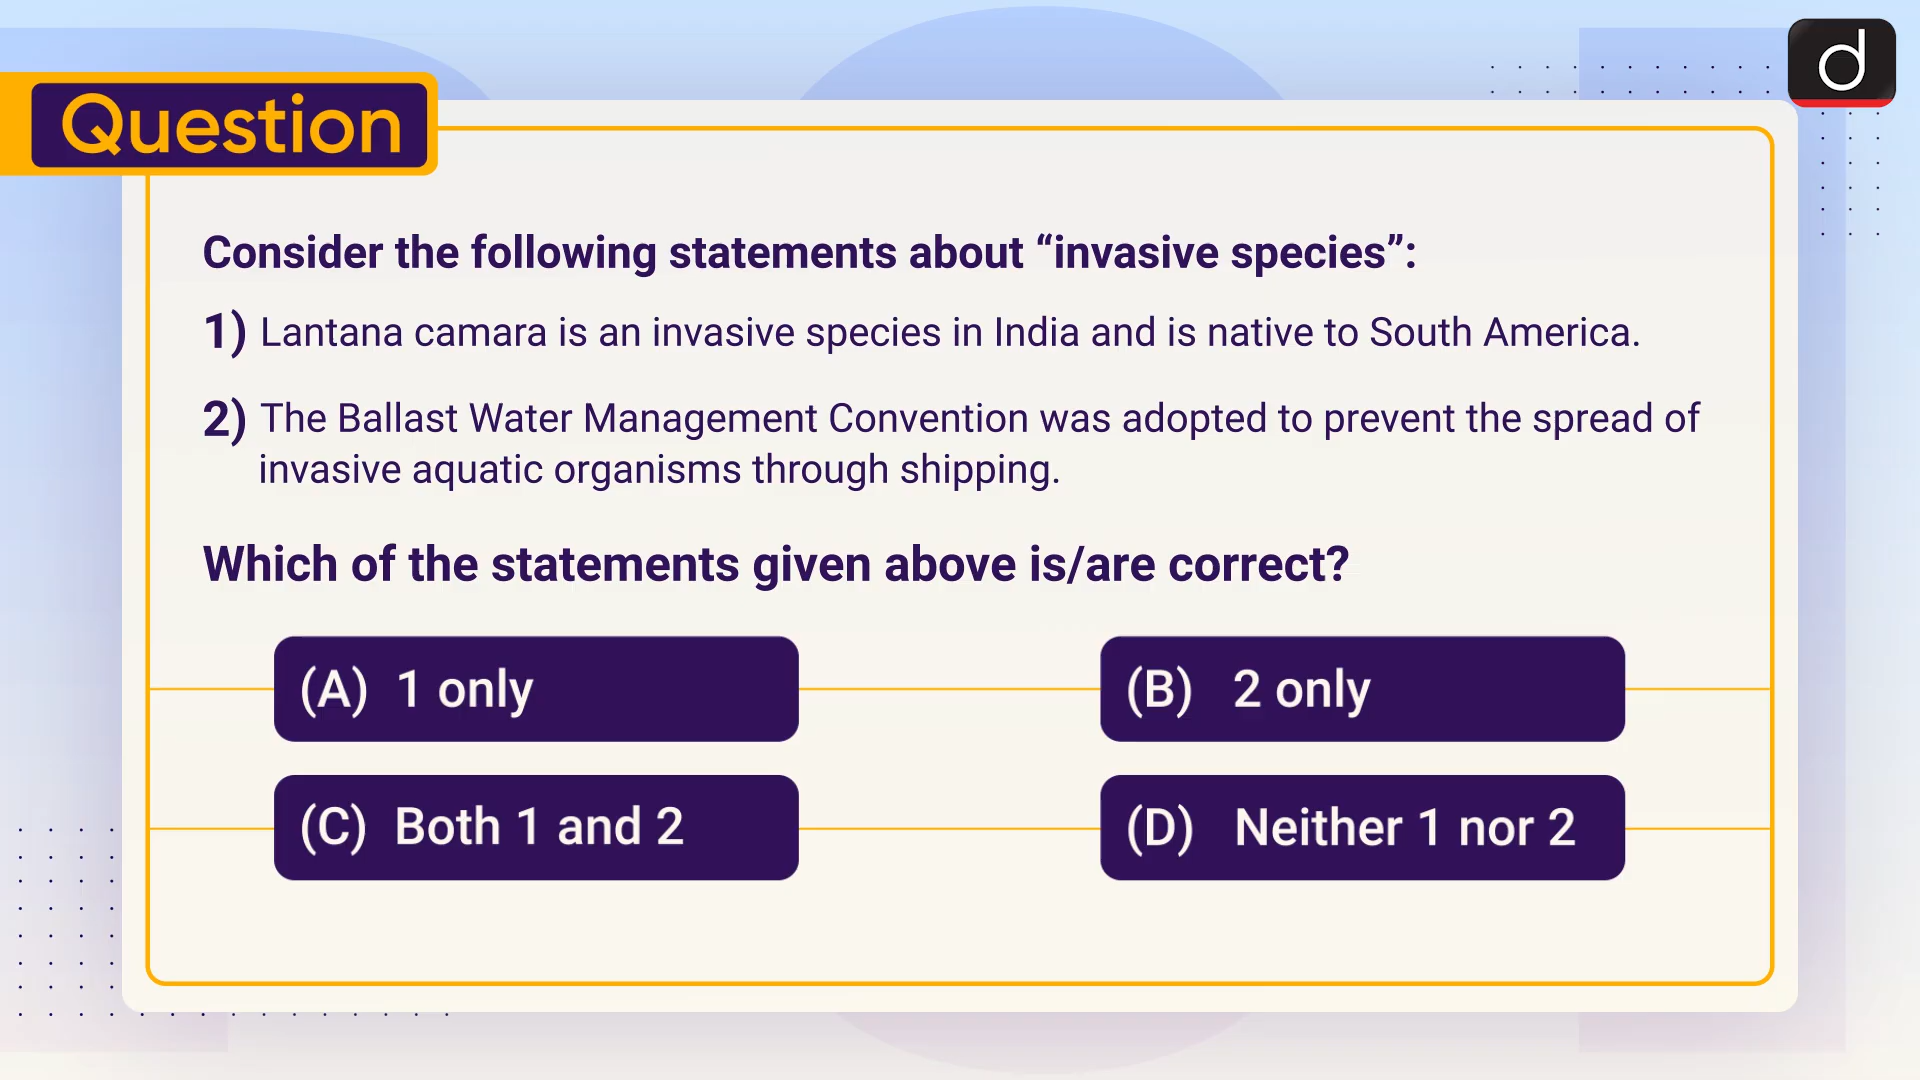 Question
Consider the following statements about “invasive species”:
1) Lantana camara is an invasive species in India and is native to South America.
2) The Ballast Water Management Convention was adopted to prevent the spread of
invasive aquatic organisms through shipping.
Which of the statements given above is/are correct?
(A) 1 only
(B) 2 only
(C) Both 1 and 2
(D) Neither 1 nor 2
d